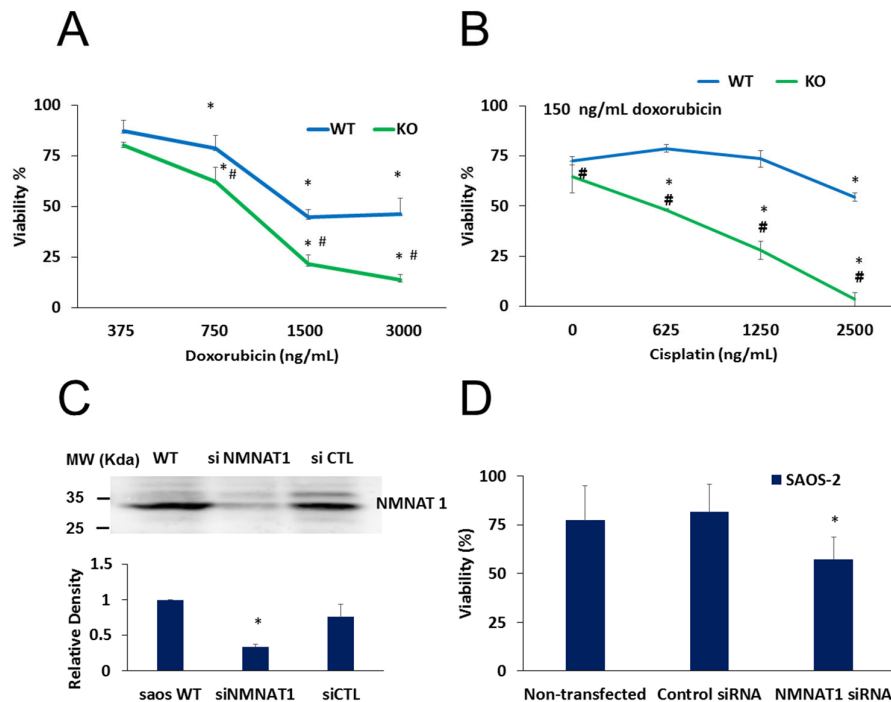 A
100
75
50
25
0
Viability %
WT KO
*
* #
*
* #
*
* #
375 750 1500 3000
Doxorubicin (ng/mL)
B
WT KO
150 ng/mL doxorubicin
100
75
50
25
0
Viability %
#
*
#
*
#
*
*
#
0 625 1250 2500
Cisplatin (ng/mL)
C
MW (Kda) WT si NMNAT1 si CTL
35
25
NMNAT 1
1.5
1
0.5
0
Relative Density
*
saos WT siNMNAT1 siCTL
D
100
75
50
25
0
Viability (%)
SAOS-2
*
Non-transfected Control siRNA NMNAT1 siRNA